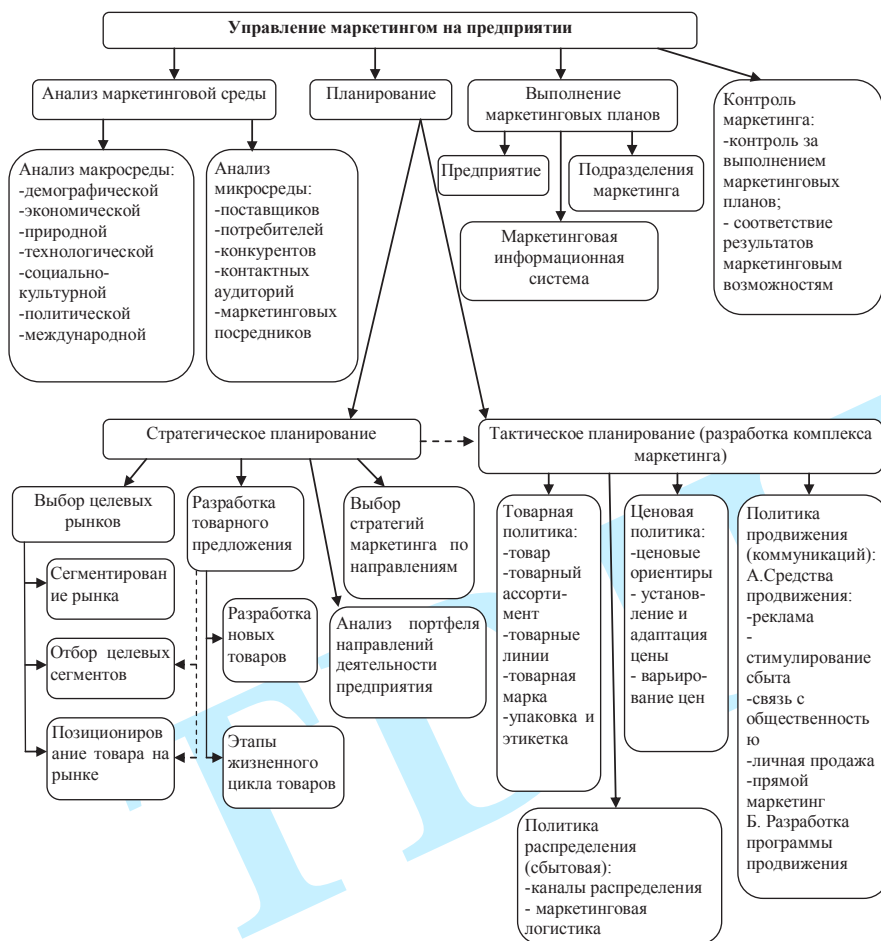 Управление маркетингом на предприятии
Анализ маркетинговой среды
Планирование
Выполнение
маркетинговых планов
Контроль
маркетинга:
-контроль за
выполнением
маркетинговых
планов;
- соответствие
результатов
маркетинговым
возможностям
Анализ макросреды:
-демографической
-экономической
-природной
-технологической
-социально-
культурной
-политической
-международной
Анализ
микросреды:
-поставщиков
-потребителей
-конкурентов
-контактных
аудиторий
-маркетинговых
посредников
Предприятие
Подразделения
маркетинга
Маркетинговая
информационная
система
Стратегическое планирование
Тактическое планирование (разработка комплекса
маркетинга)
Выбор целевых
рынков
Разработка
товарного
предложения
Выбор
стратегий
маркетинга по
направлениям
Сегментирован
ие рынка
Отбор целевых
сегментов
Позициониров
ание товара на
рынке
Разработка
новых
товаров
Этапы
жизненного
цикла товаров
Анализ портфеля
направлений
деятельности
предприятия
Товарная
политика:
-товар
-товарный
ассорти-
мент
-товарные
линии
-товарная
марка
-упаковка и
этикетка
Ценовая
политика:
-ценовые
ориентиры
- установ-
ление и
адаптация
цены
- варьиро-
вание цен
Политика
продвижения
(коммуникаций):
А.Средства
продвижения:
-реклама
-
стимулирование
сбыта
-связь с
общественность
ю
-личная продажа
-прямой
маркетинг
Б. Разработка
программы
продвижения
Политика
распределения
(сбытовая):
-каналы распределения
- маркетинговая
логистика